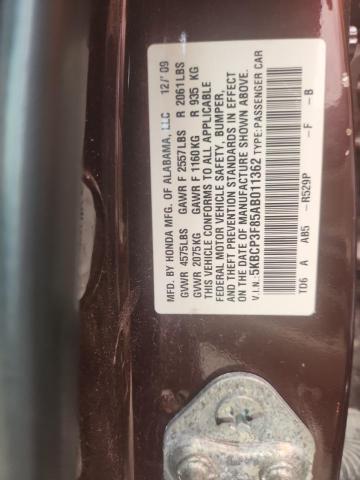 MFD. BY HONDA MFG. OF ALABAMA, LLC 12/'09
GVWR 4575LBS GAWR F 2557LBS R 2061LBS
GVWR 2075KG GAWR F 1160KG R 935 KG
THIS VEHICLE CONFORMS TO ALL APPLICABLE
FEDERAL MOTOR VEHICLE SAFETY, BUMPER,
AND THEFT PREVENTION STANDARDS IN EFFECT
ON THE DATE OF MANUFACTURE SHOWN ABOVE.
V.I.N.: 5KBCP3F85AB011362 TYPE:PASSENGER CAR
TD6 A AB5 -R529P -F -B